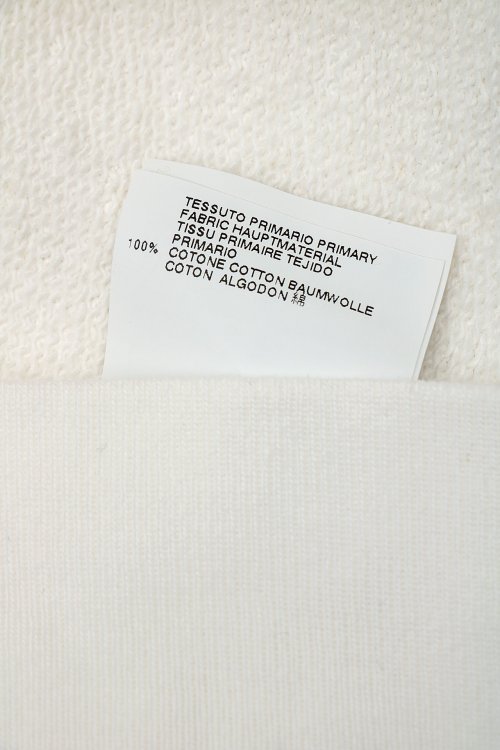 TESSUTO PRIMARIO PRIMARY
FABRIC HAUPTMATERIAL
TISSU PRIMAIRE TEJIDO
PRIMARIO
100% COTONE COTTON BAUMWOLLE
COTON ALGODON 綿